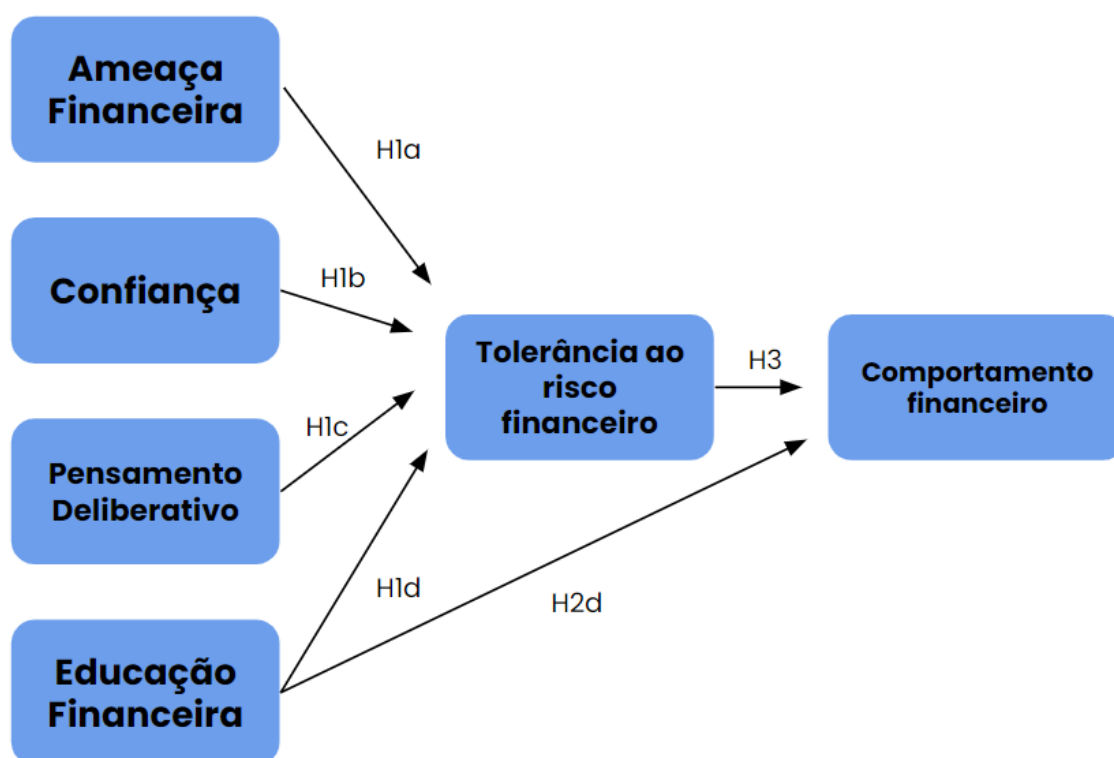 Ameaça
Financeira
H1a
Confiança
H1b
Tolerância ao
risco
financeiro
H3
Comportamento
financeiro
Pensamento
Deliberativo
H1c
H1d
H2d
Educação
Financeira